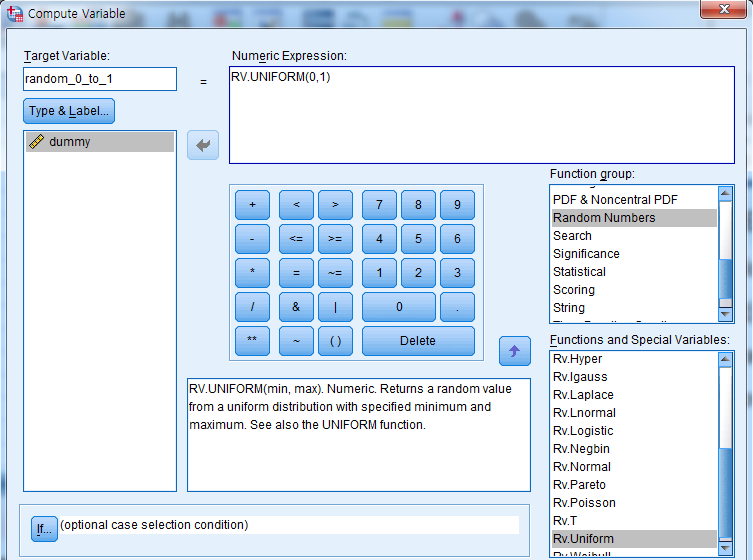 Compute Variable
Target Variable:
random_0_to_1
=
Numeric Expression:
RV.UNIFORM(0,1)
Type & Label...
dummy
+ < > 7 8 9
- <= >= 4 5 6
* = ~= 1 2 3
/ & | 0 .
** ~ ( ) Delete
Function group:
PDF & Noncentral PDF
Random Numbers
Search
Significance
Statistical
Scoring
String
Functions and Special Variables:
Rv.Hyper
Rv.Igauss
Rv.Laplace
Rv.Lnormal
Rv.Logistic
Rv.Negbin
Rv.Normal
Rv.Pareto
Rv.Poisson
Rv.T
Rv.Uniform
RV.UNIFORM(min, max). Numeric. Returns a random value
from a uniform distribution with specified minimum and
maximum. See also the UNIFORM function.
If... (optional case selection condition)